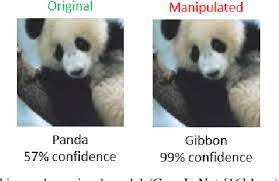 Original Manipulated
Panda Gibbon
57% confidence 99% confidence